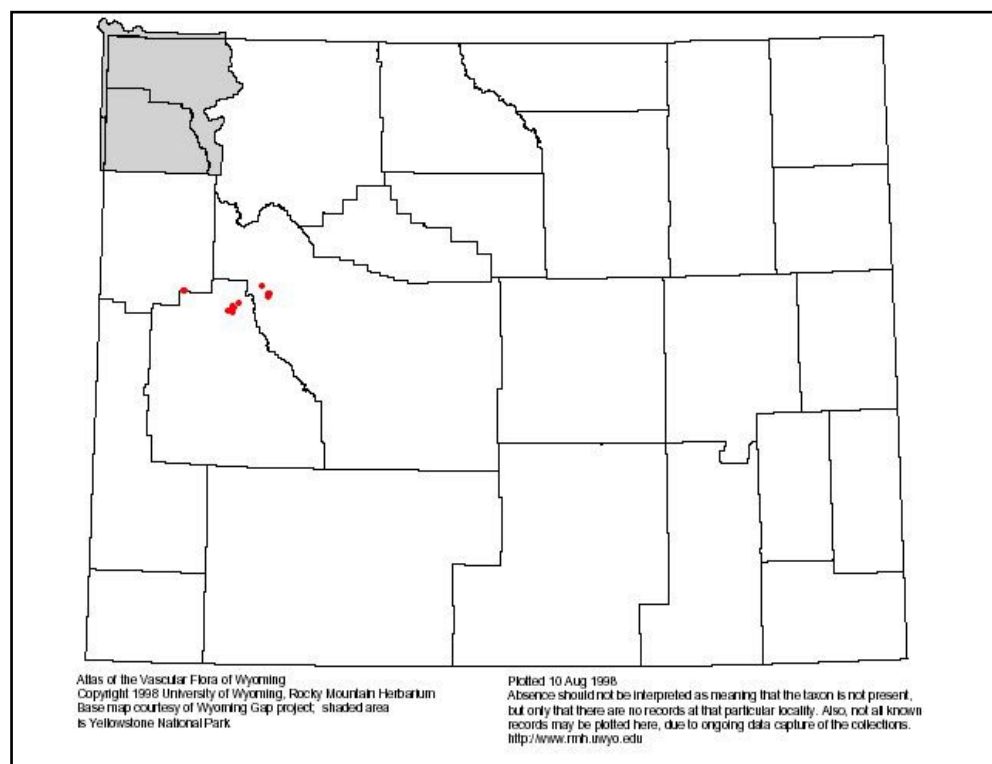 Atlas of the Vascular Flora of Wyoming
Copyright 1998 University of Wyoming, Rocky Mountain Herbarium
Base map courtesy of Wyoming Gap project; shaded area
is Yellowstone National Park
Plotted 10 Aug 1998
Absence should not be interpreted as meaning that the taxon is not present,
but only that there are no records at that particular locality. Also, not all known
records may be plotted here, due to ongoing data capture of the collections.
http://www.rmh.uwyo.edu